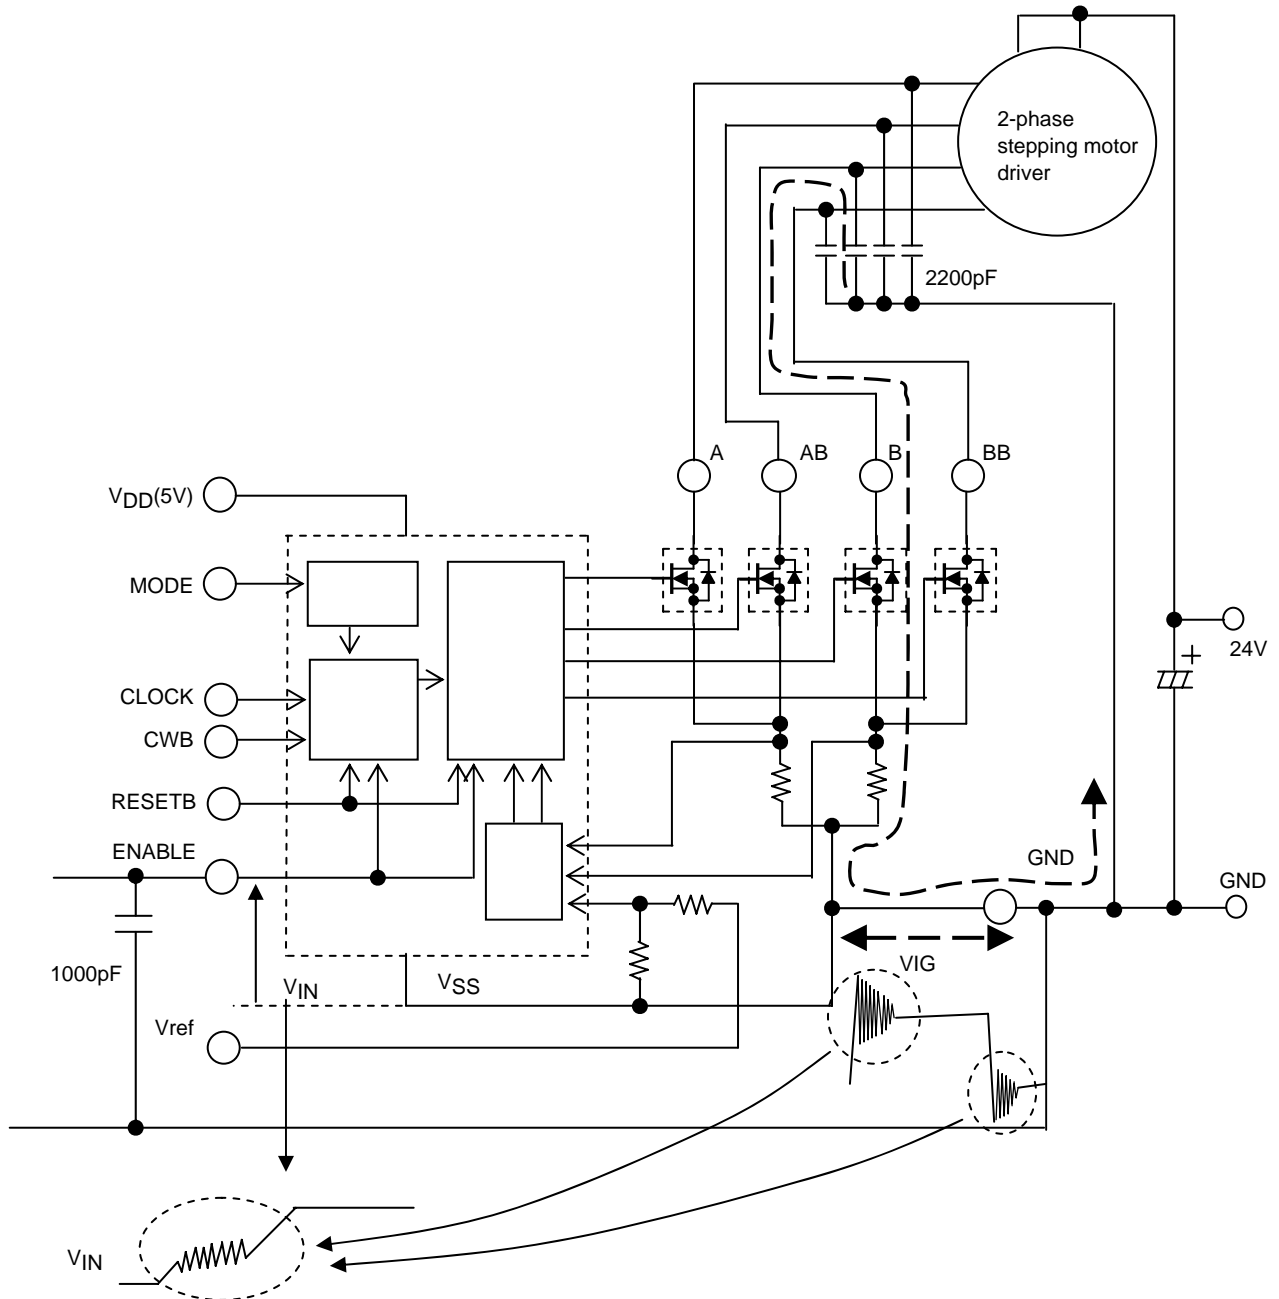 2-phase
stepping motor
driver
2200pF
A
AB
B
BB
VDD(5V)
MODE
24V
+
CLOCK
CWB
RESETB
ENABLE
GND
GND
1000pF
VIN
VSS
VIG
Vref
VIN